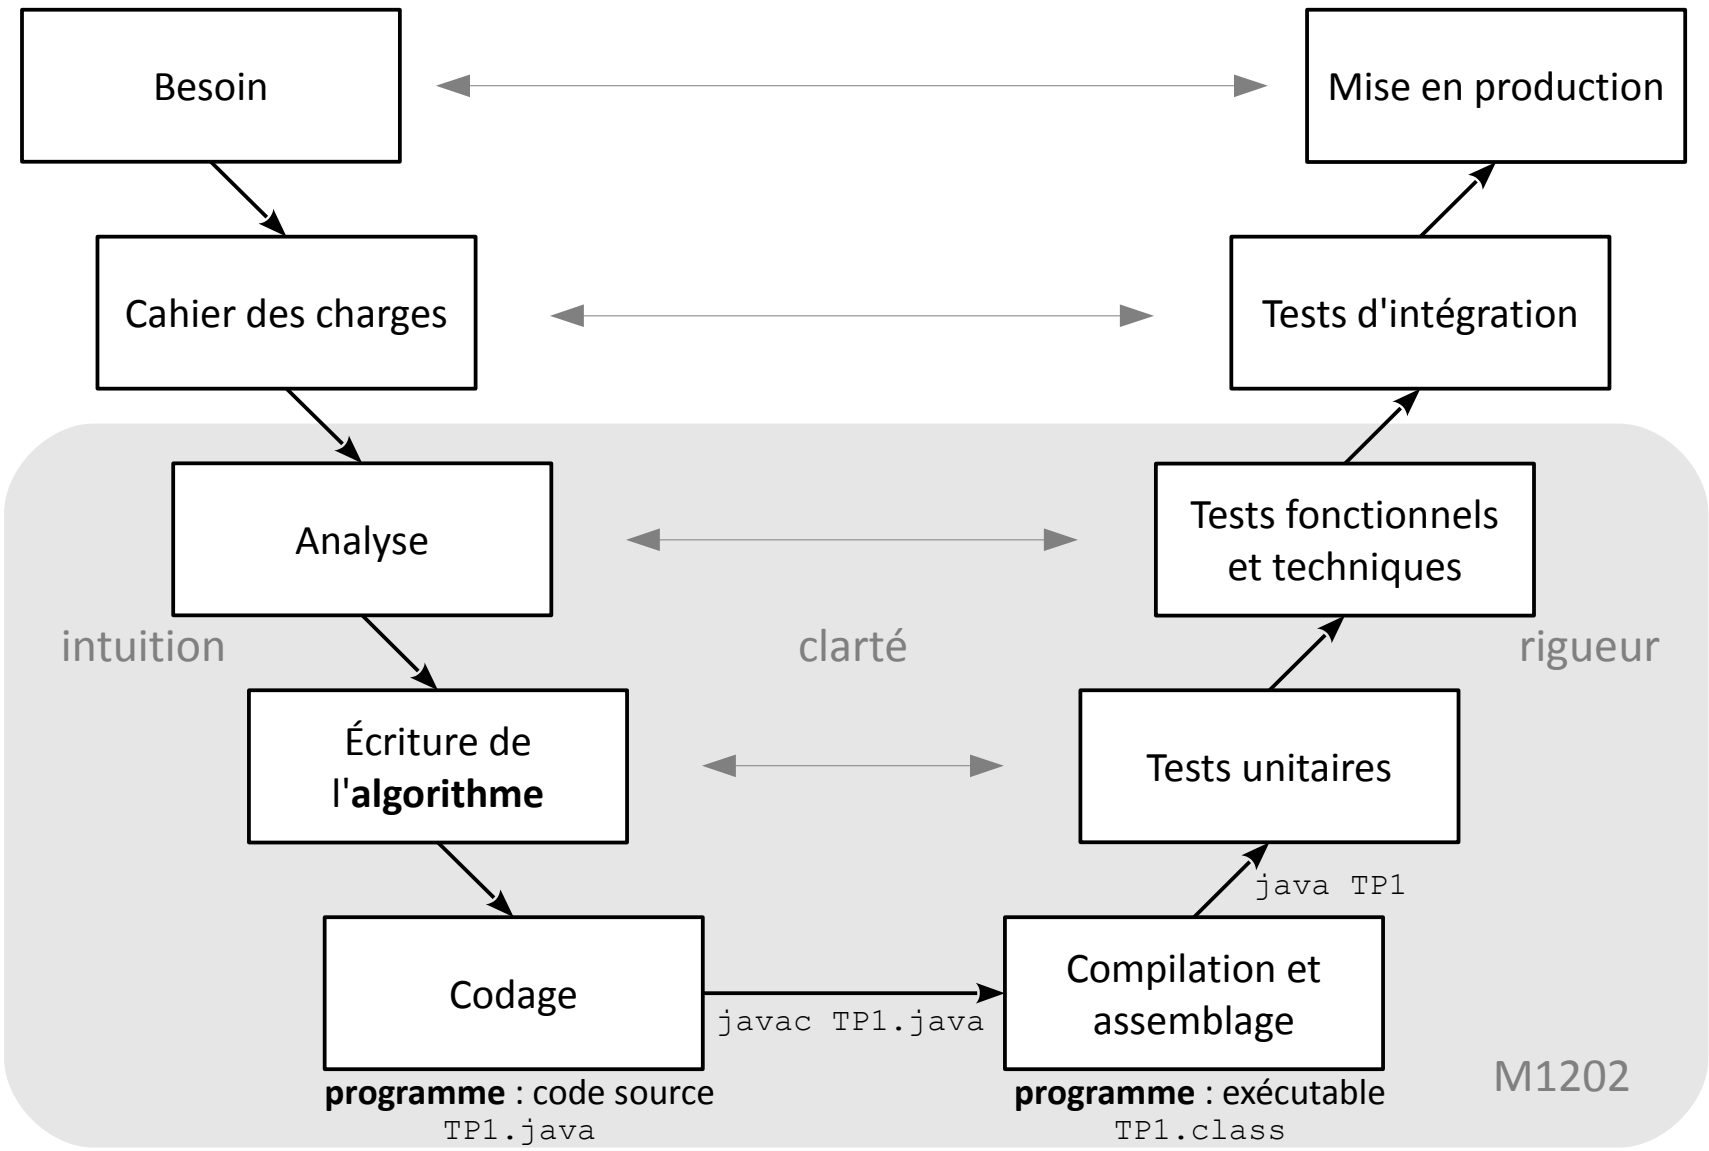 Besoin
Mise en production
Cahier des charges
Tests d'intégration
Analyse
Tests fonctionnels
et techniques
intuition
clarté
rigueur
Écriture de
l'algorithme
Tests unitaires
java TP1
Codage
javac TP1.java
Compilation et
assemblage
programme : code source
TP1.java
programme : exécutable
TP1.class
M1202